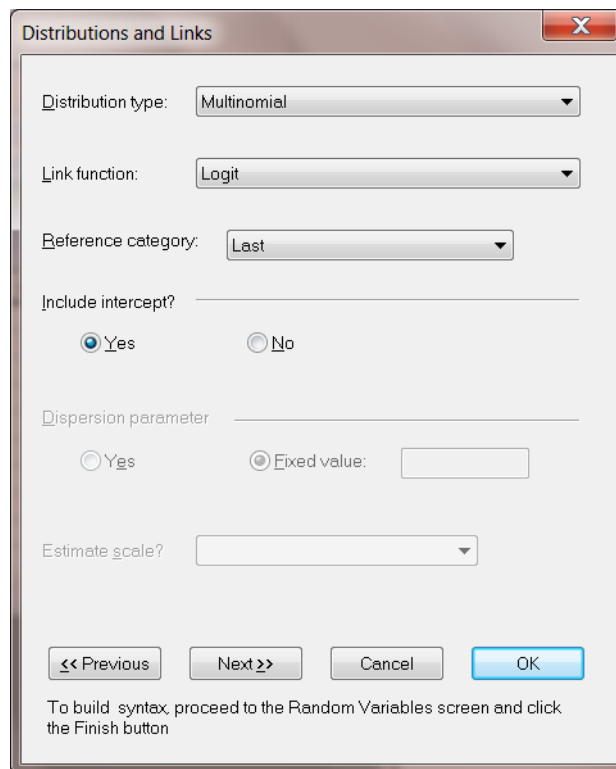 Distributions and Links
Distribution type: Multinomial
Link function: Logit
Reference category: Last
Include intercept?
Yes No
Dispersion parameter
Yes Fixed value:
Estimate scale?
<< Previous Next >> Cancel OK
To build syntax, proceed to the Random Variables screen and click
the Finish button